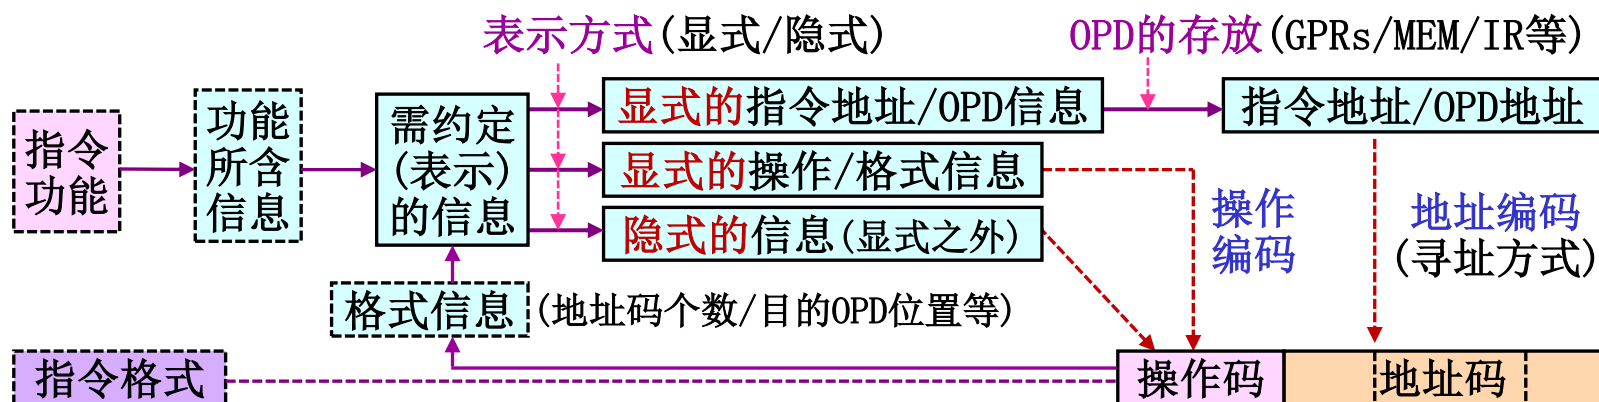 表示方式(显式/隐式)
OPD的存放(GPRs/MEM/IR等)
指令
功能
功能
所含
信息
需约定
(表示)
的信息
显式的指令地址/OPD信息
指令地址/OPD地址
显式的操作/格式信息
隐式的信息(显式之外)
操作
编码
地址编码
(寻址方式)
格式信息
(地址码个数/目的OPD位置等)
指令格式
操作码
地址码